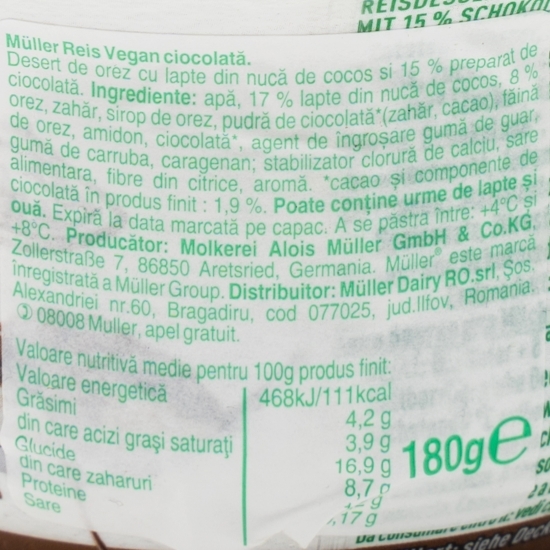 MIT 15 % SCHOKOL
Müller Reis Vegan ciocolată.
Desert de orez cu lapte din nucă de cocos si 15 % preparat de
ciocolată. Ingrediente: apă, 17 % lapte din nucă de cocos, 8 %
orez, zahăr, sirop de orez, pudră de ciocolată*(zahăr, cacao), făină
de orez, amidon, ciocolată*, agent de îngroșare gumă de guar,
gumă de carruba, caragenan; stabilizator clorură de calciu, sare
alimentara, fibre din citrice, aromă. *cacao și componente de
ciocolată în produs finit : 1,9 %. Poate conține urme de lapte și
ouă. Expiră la data marcată pe capac. A se păstra între: +4°C și
+8°C. Producător: Molkerei Alois Müller GmbH & Co.KG,
Zollerstraße 7, 86850 Aretsried, Germania. Müller® este marcă
inregistrată a Müller Group. Distribuitor: Müller Dairy RO.srl, Șos.
Alexandriei nr.60, Bragadiru, cod 077025, jud.Ilfov, Romania.
08008 Muller, apel gratuit.
Valoare nutritivă medie pentru 100g produs finit:
Valoare energetică 468kJ/111kcal
Grăsimi 4,2 g
din care acizi grași saturați 3,9 g
Glucide 16,9 g
din care zaharuri 8,7
Proteine
Sare ,17 g
180g e